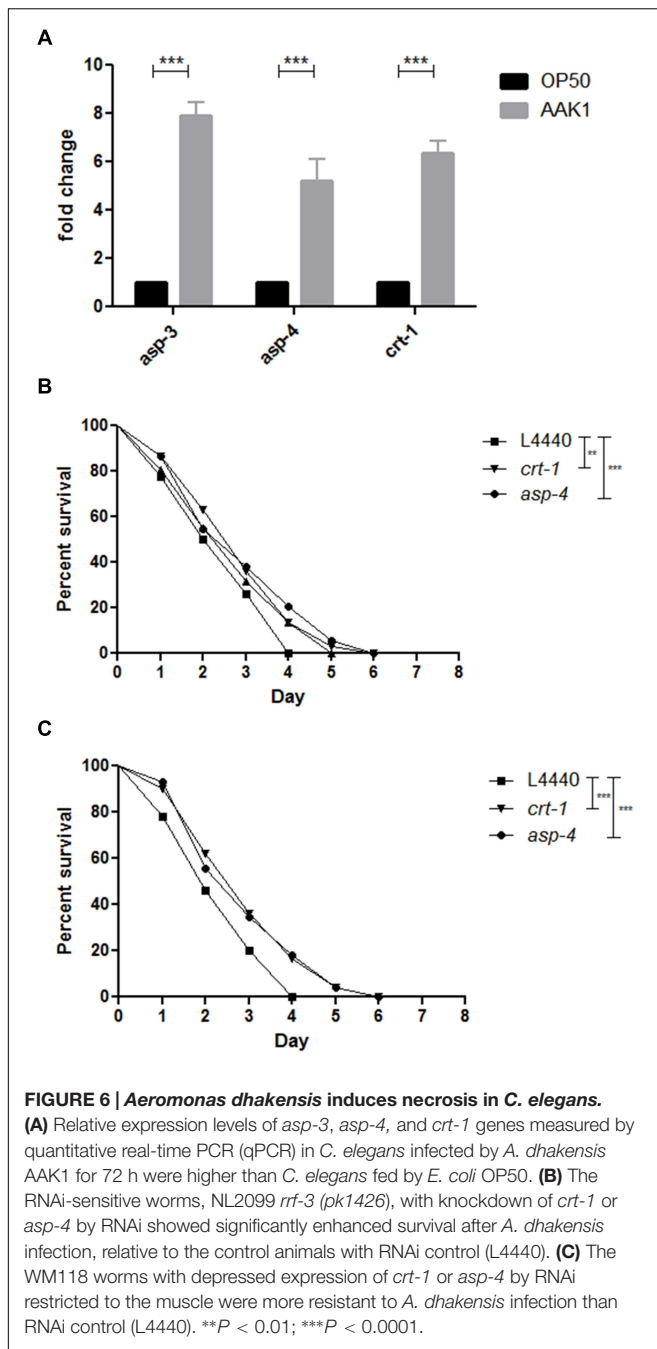 A
***
***
***
10
8
6
4
2
0
fold change
OP50
AAK1
asp-3
asp-4
crt-1
B
100
80
60
40
20
0
Percent survival
0 1 2 3 4 5 6 7 8
Day
L4440
crt-1
asp-4
**
***
C
100
80
60
40
20
0
Percent survival
0 1 2 3 4 5 6 7 8
Day
L4440
crt-1
asp-4
***
***
FIGURE 6 | Aeromonas dhakensis induces necrosis in C. elegans.
(A) Relative expression levels of asp-3, asp-4, and crt-1 genes measured by
quantitative real-time PCR (qPCR) in C. elegans infected by A. dhakensis
AAK1 for 72 h were higher than C. elegans fed by E. coli OP50. (B) The
RNAi-sensitive worms, NL2099 rrf-3 (pk1426), with knockdown of crt-1 or
asp-4 by RNAi showed significantly enhanced survival after A. dhakensis
infection, relative to the control animals with RNAi control (L4440). (C) The
WM118 worms with depressed expression of crt-1 or asp-4 by RNAi
restricted to the muscle were more resistant to A. dhakensis infection than
RNAi control (L4440). **P < 0.01; ***P < 0.0001.